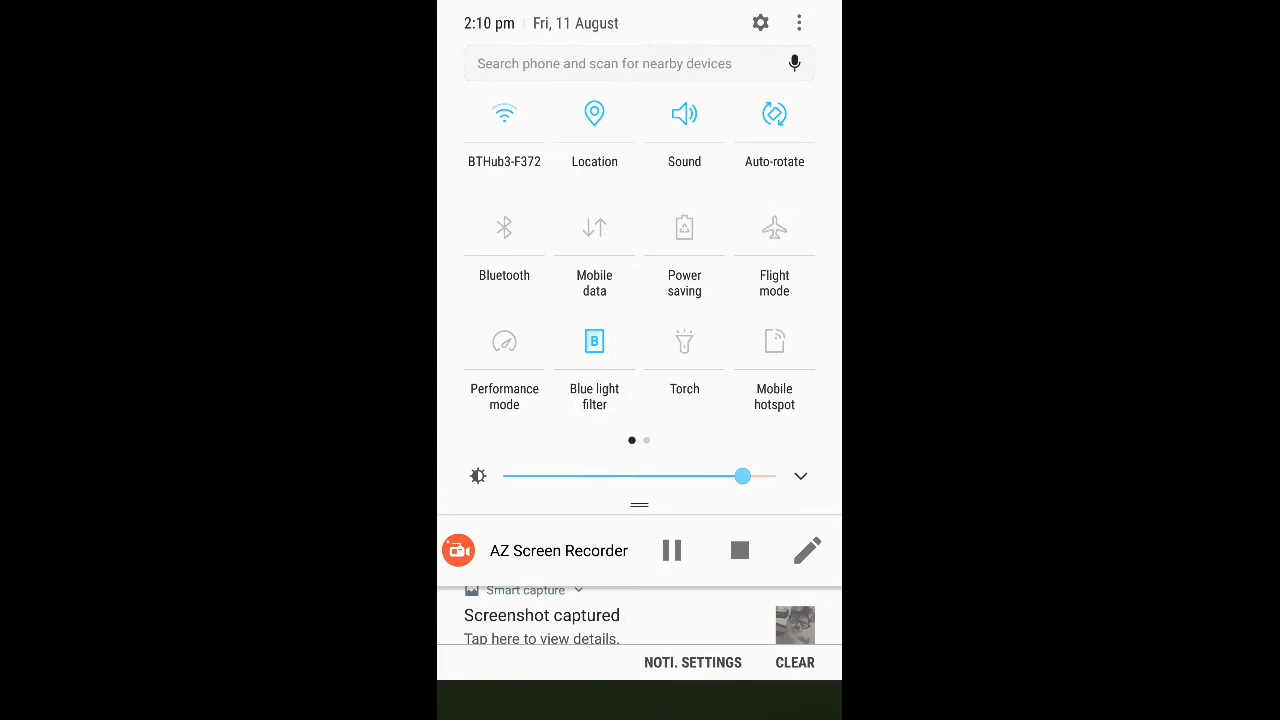 2:10 pm Fri, 11 August
Search phone and scan for nearby devices
BTHub3-F372 Location Sound Auto-rotate
Bluetooth Mobile data Power saving Flight mode
Performance mode B Blue light filter Torch Mobile hotspot
AZ Screen Recorder
Smart capture
Screenshot captured
Tap here to view details.
NOTI. SETTINGS CLEAR